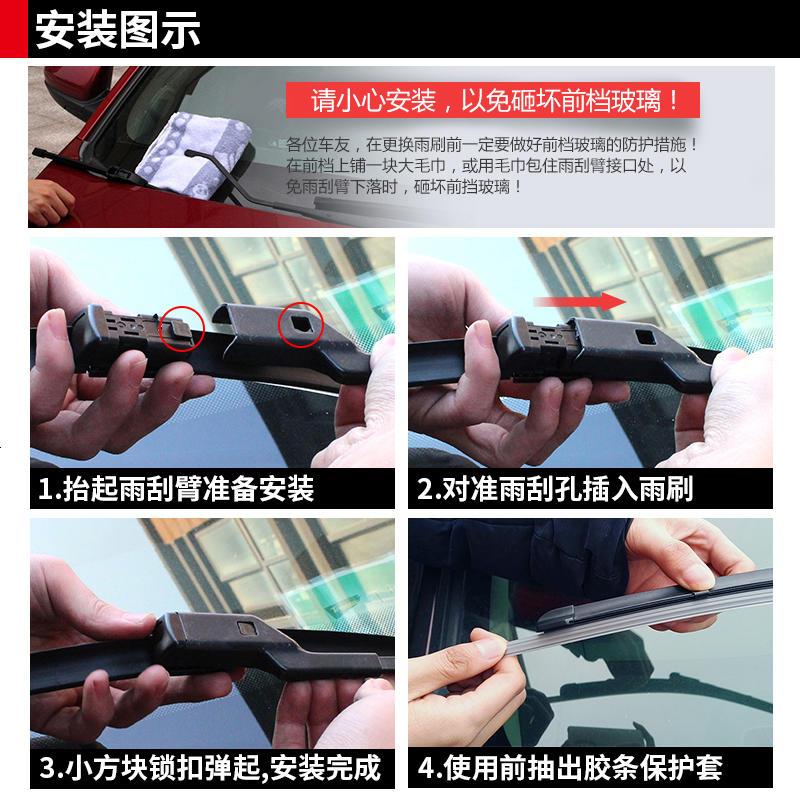 安装图示
请小心安装，以免砸坏前档玻璃！
各位车友，在更换雨刷前一定要做好前档玻璃的防护措施！
在前档上铺一块大毛巾，或用毛巾包住雨刮臂接口处，以
免雨刮臂下落时，砸坏前挡玻璃！
1.抬起雨刮臂准备安装
2.对准雨刮孔插入雨刷
3.小方块锁扣弹起,安装完成
4.使用前抽出胶条保护套